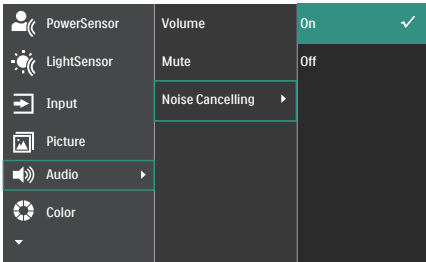 PowerSensor
LightSensor
Input
Picture
Audio
Color
Volume
Mute
Noise Cancelling
On
Off